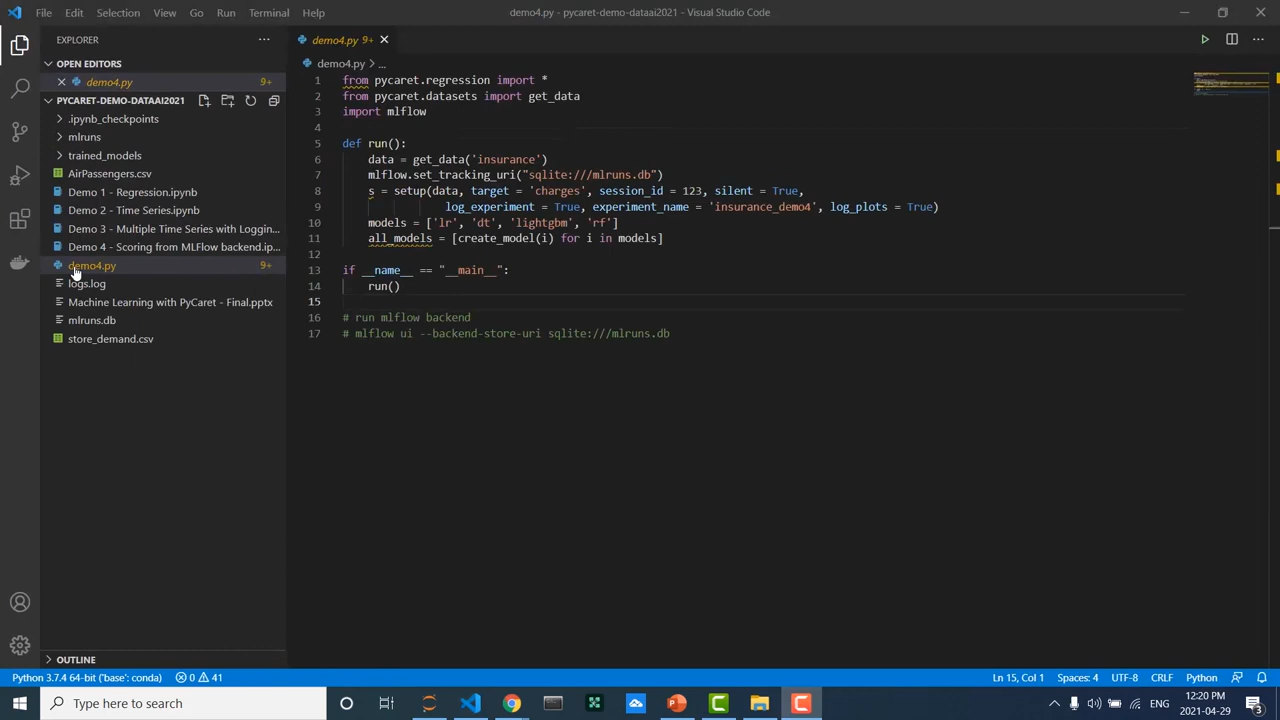 File Edit Selection View Go Run Terminal Help
demo4.py - pycaret-demo-dataai2021 - Visual Studio Code
EXPLORER
demo4.py 9+
OPEN EDITORS
demo4.py 9+
PYCARET-DEMO-DATAAI2021
.ipynb_checkpoints
mlruns
trained_models
AirPassengers.csv
Demo 1 - Regression.ipynb
Demo 2 - Time Series.ipynb
Demo 3 - Multiple Time Series with Loggin...
Demo 4 - Scoring from MLFlow backend.ip...
demo4.py 9+
logs.log
Machine Learning with PyCaret - Final.pptx
mlruns.db
store_demand.csv
OUTLINE
demo4.py > ...
1 from pycaret.regression import *
2 from pycaret.datasets import get_data
3 import mlflow
4
5 def run():
6 data = get_data('insurance')
7 mlflow.set_tracking_uri("sqlite:///mlruns.db")
8 s = setup(data, target = 'charges', session_id = 123, silent = True,
9 log_experiment = True, experiment_name = 'insurance_demo4', log_plots = True)
10 models = ['lr', 'dt', 'lightgbm', 'rf']
11 all_models = [create_model(i) for i in models]
12
13 if __name__ == "__main__":
14 run()
15
16 # run mlflow backend
17 # mlflow ui --backend-store-uri sqlite:///mlruns.db
Python 3.7.4 64-bit ('base': conda) 0 41 Ln 15, Col 1 Spaces: 4 UTF-8 CRLF Python
Type here to search
ENG
12:20 PM
2021-04-29
3